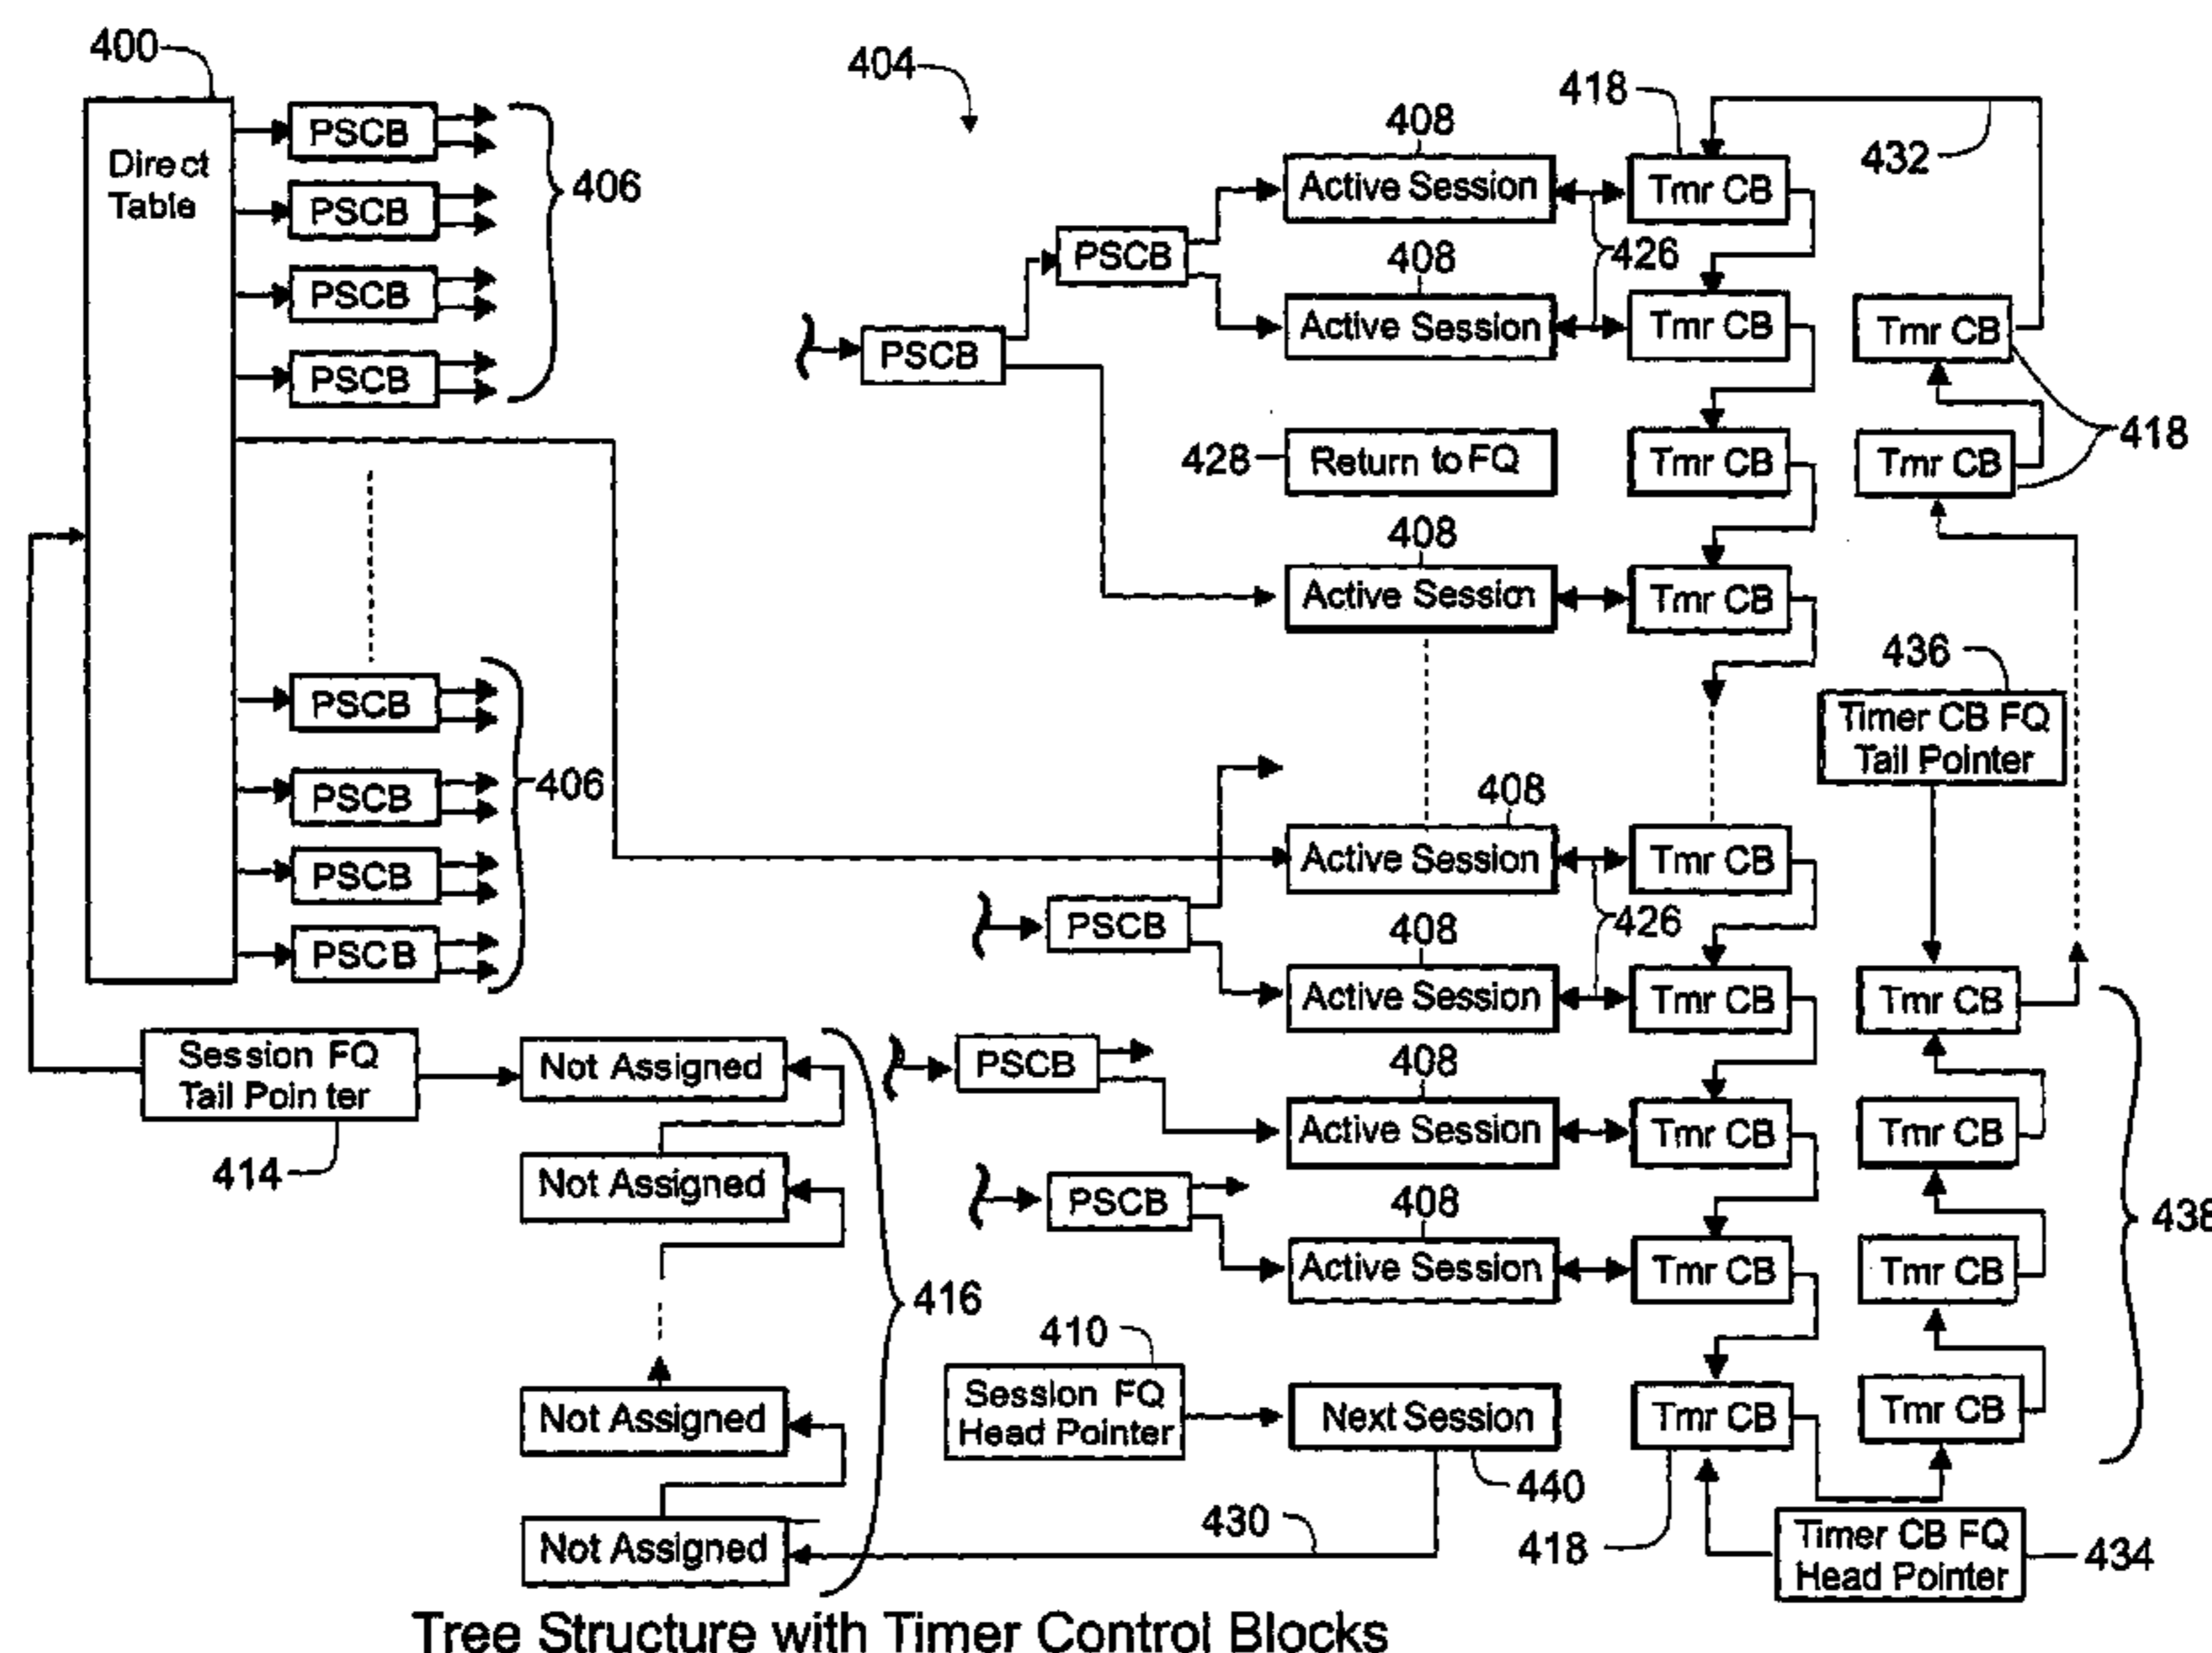 400
Direct
Table
PSCB
PSCB
PSCB
PSCB
406
PSCB
PSCB
PSCB
PSCB
406
Session FQ
Tail Pointer
414
Not Assigned
Not Assigned
Not Assigned
Not Assigned
416
404
PSCB
PSCB
408
Active Session
408
Active Session
428
Return to FQ
408
Active Session
408
Active Session
PSCB
408
Active Session
PSCB
408
Active Session
PSCB
408
Active Session
410
Session FQ
Head Pointer
Next Session
440
430
418
Tmr CB
426
Tmr CB
Tmr CB
Tmr CB
Tmr CB
426
Tmr CB
Tmr CB
Tmr CB
Tmr CB
418
432
Tmr CB
Tmr CB
418
436
Timer CB FQ
Tail Pointer
Tmr CB
Tmr CB
Tmr CB
Tmr CB
438
Timer CB FQ
Head Pointer
434
Tree Structure with Timer Control Blocks